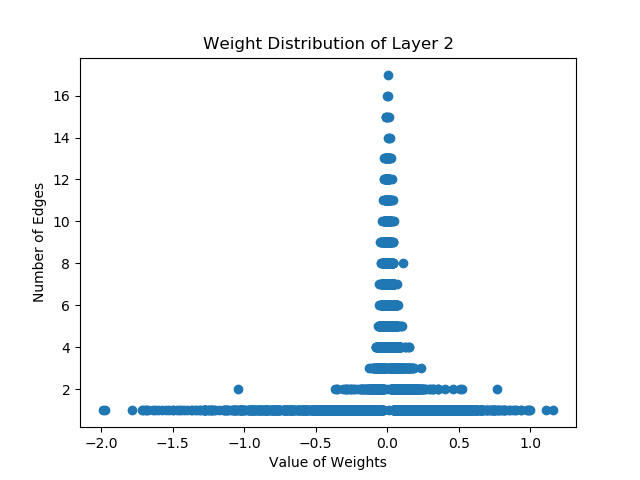 Weight Distribution of Layer 2
16
14
12
10
8
6
4
2
Number of Edges
−2.0 −1.5 −1.0 −0.5 0.0 0.5 1.0
Value of Weights